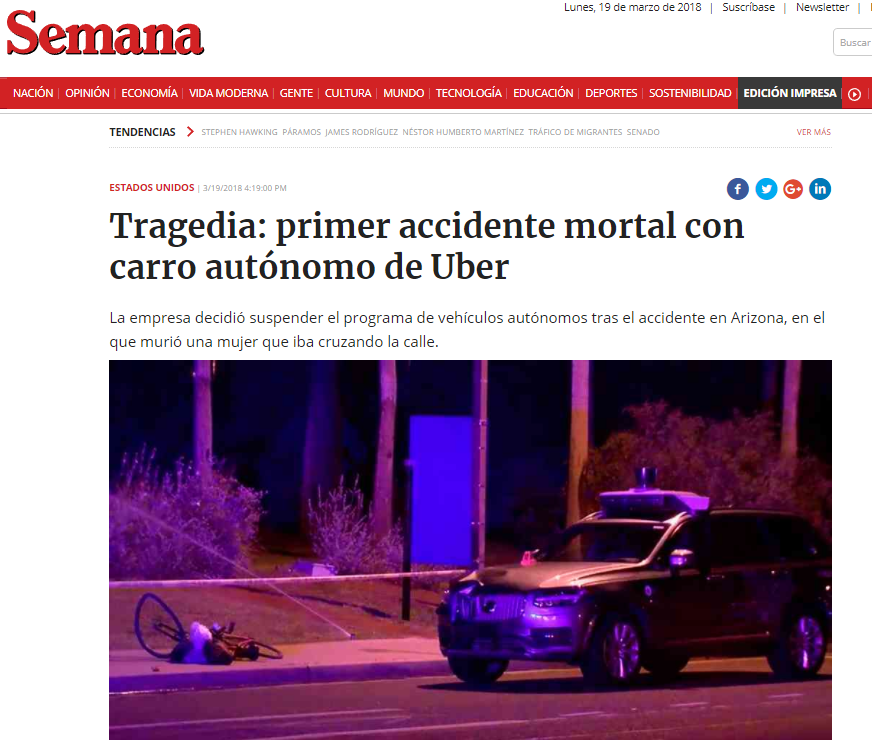 Lunes, 19 de marzo de 2018 | Suscríbase | Newsletter |
Semana
Buscar
NACIÓN | OPINIÓN | ECONOMÍA | VIDA MODERNA | GENTE | CULTURA | MUNDO | TECNOLOGÍA | EDUCACIÓN | DEPORTES | SOSTENIBILIDAD | EDICIÓN IMPRESA
TENDENCIAS STEPHEN HAWKING PÁRAMOS JAMES RODRÍGUEZ NÉSTOR HUMBERTO MARTÍNEZ TRÁFICO DE MIGRANTES SENADO VER MÁS
ESTADOS UNIDOS | 3/19/2018 4:19:00 PM
f G+ in
Tragedia: primer accidente mortal con
carro autónomo de Uber
La empresa decidió suspender el programa de vehículos autónomos tras el accidente en Arizona, en el
que murió una mujer que iba cruzando la calle.